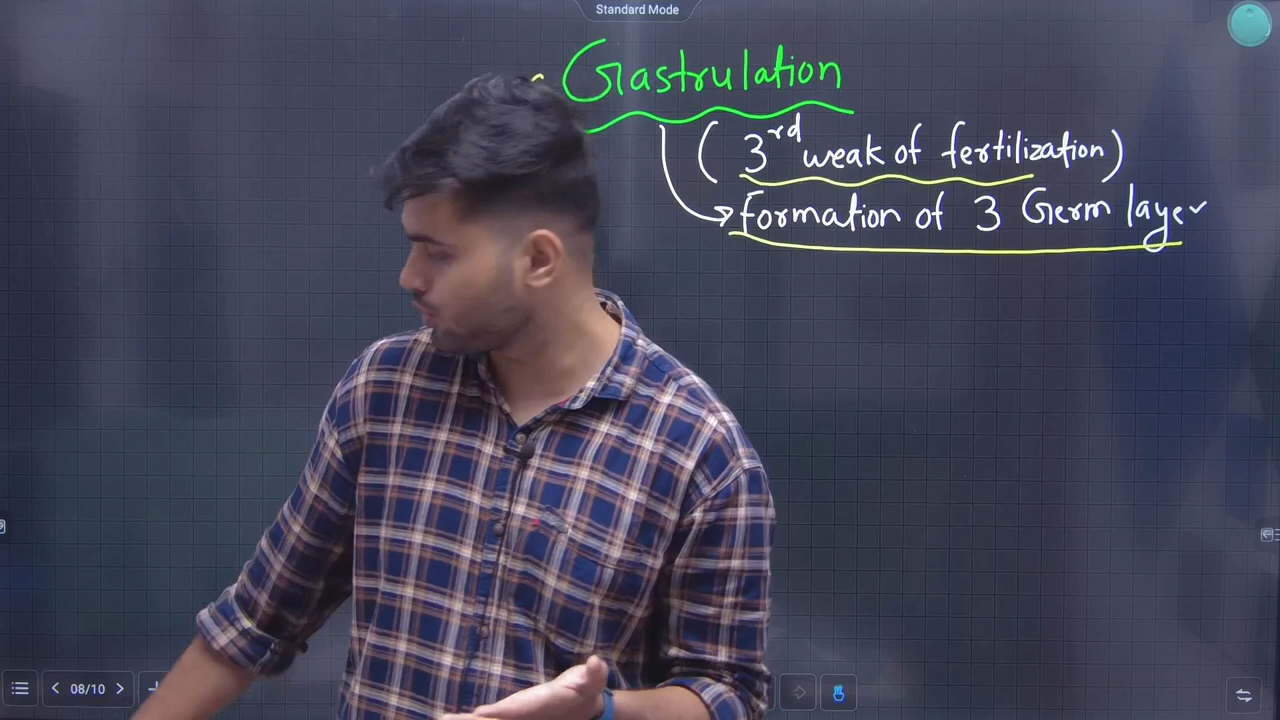 Standard Mode
Gastrulation
(3rd weak of fertilization)
Formation of 3 Germ layer
08/10